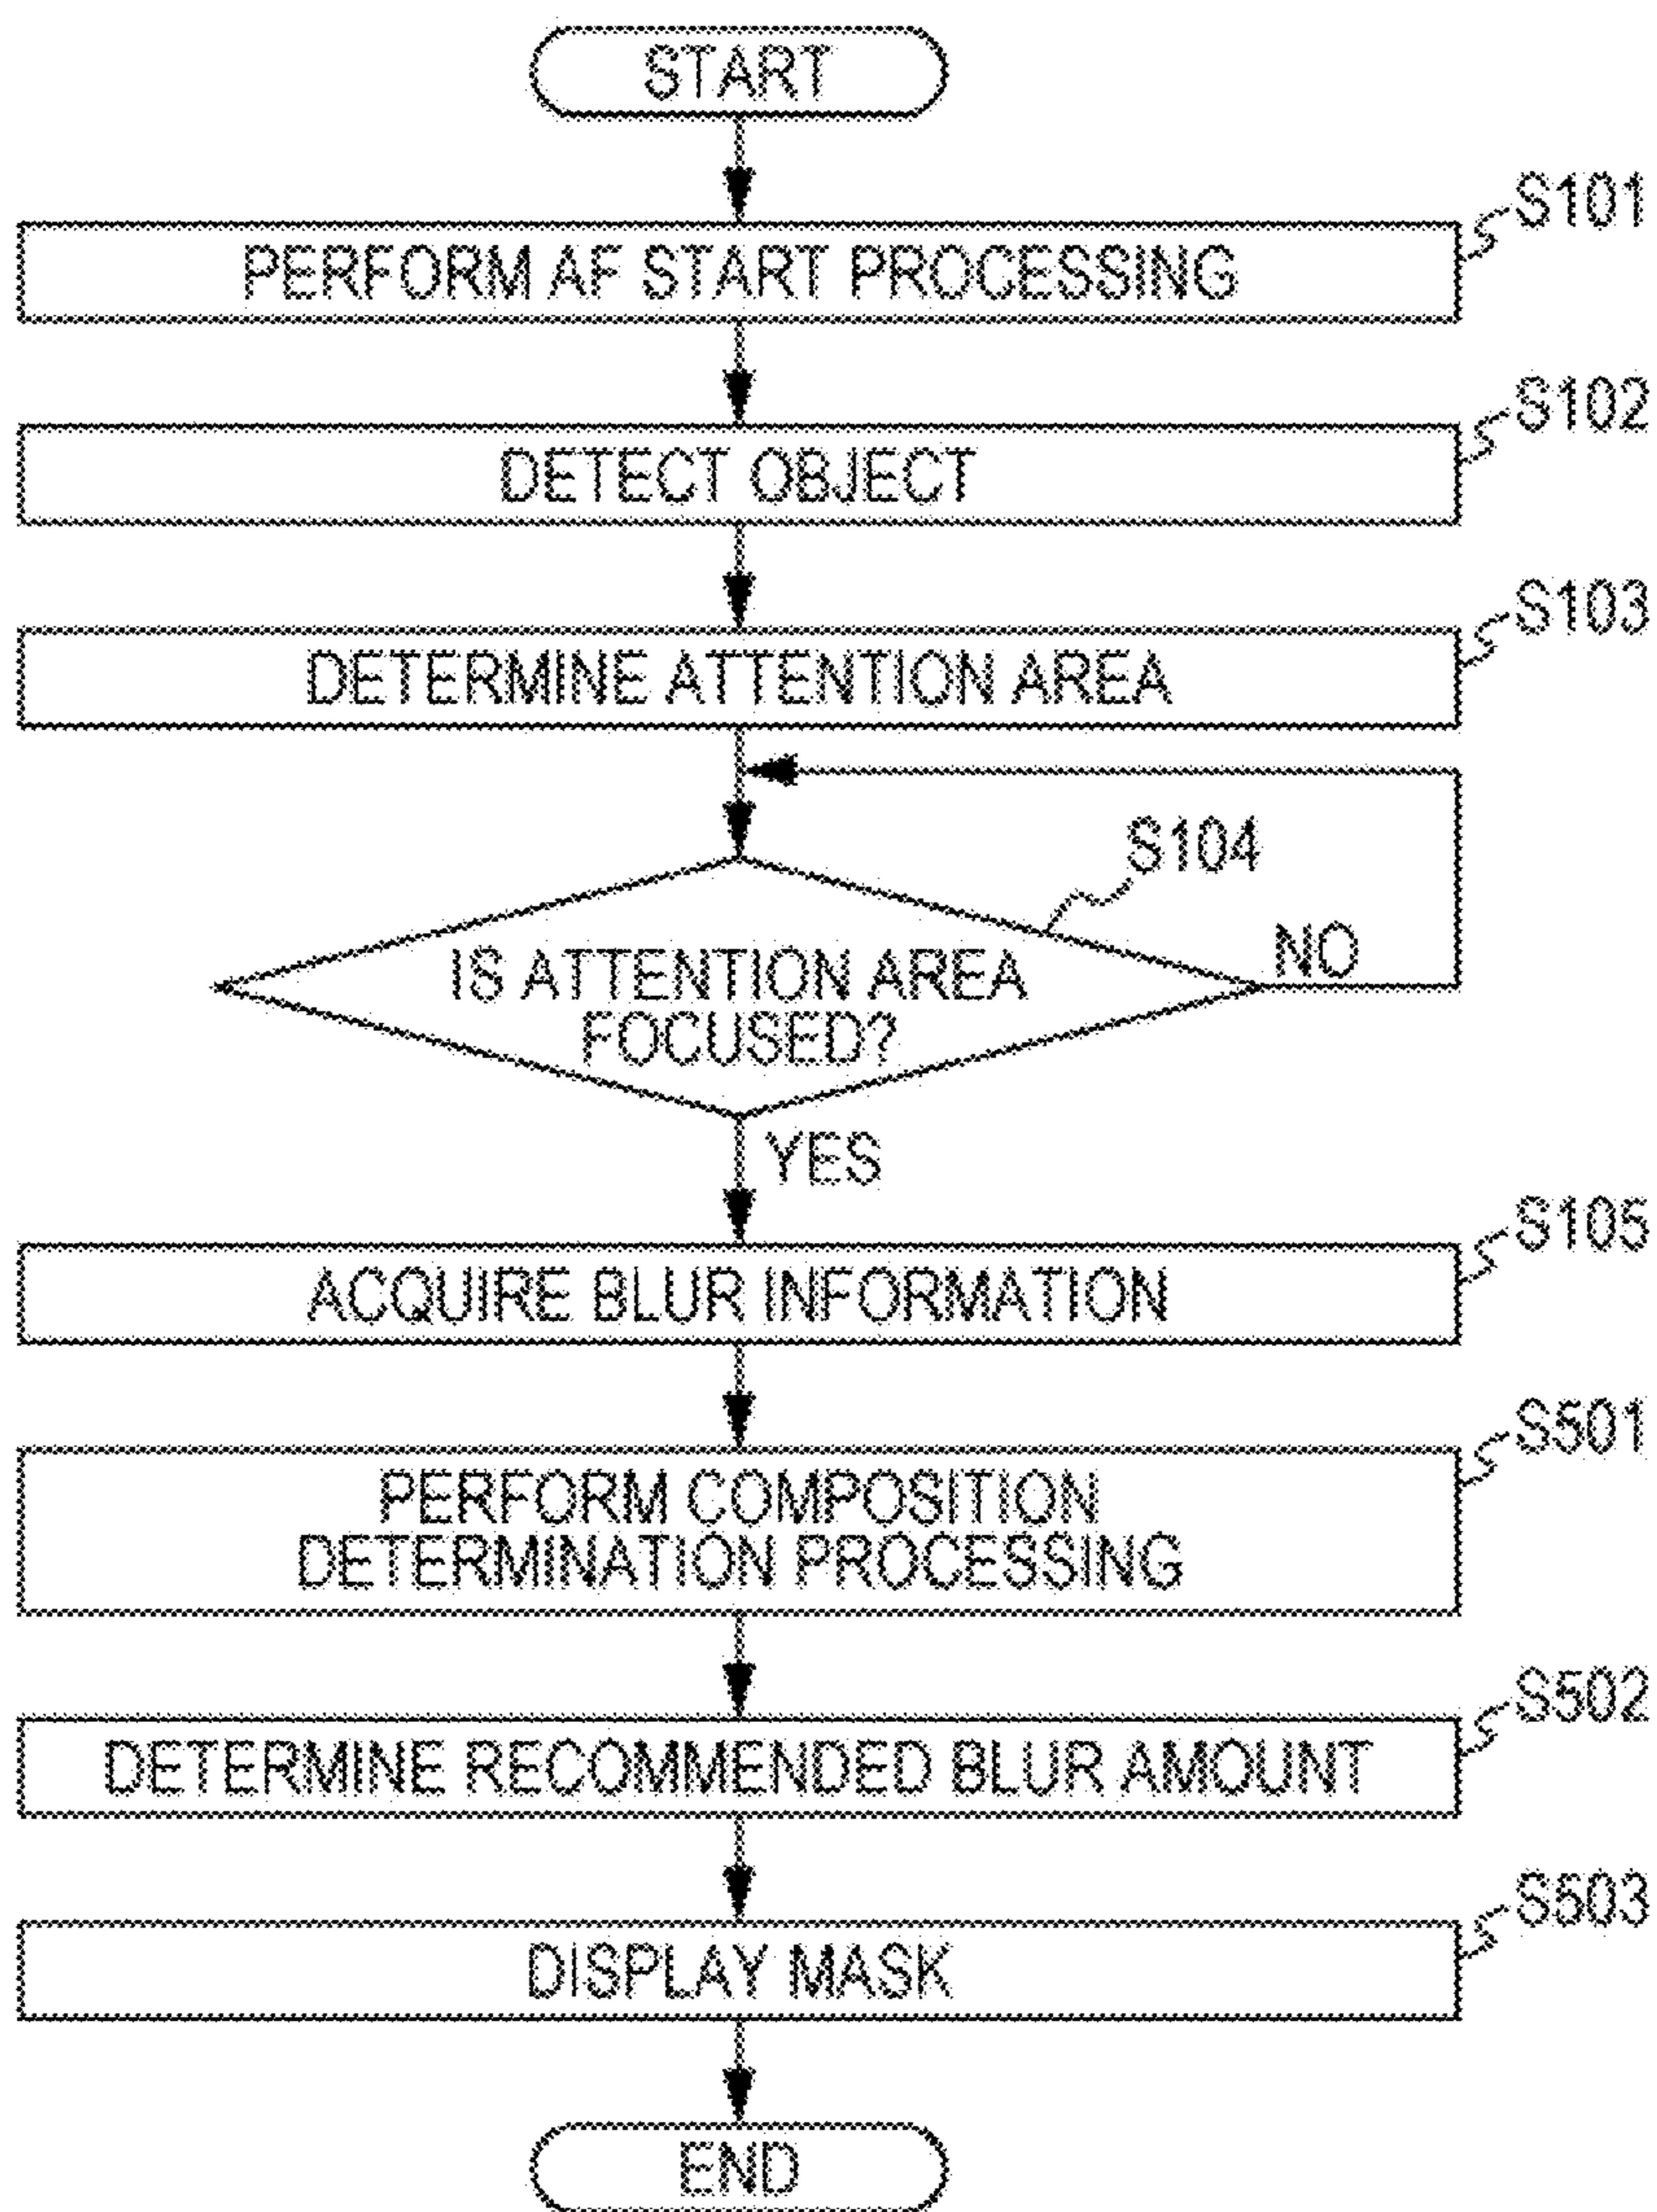 START
S101
PERFORM AF START PROCESSING
S102
DETECT OBJECT
S103
DETERMINE ATTENTION AREA
S104
IS ATTENTION AREA
FOCUSED?
NO
YES
S105
ACQUIRE BLUR INFORMATION
S501
PERFORM COMPOSITION
DETERMINATION PROCESSING
S502
DETERMINE RECOMMENDED BLUR AMOUNT
S503
DISPLAY MASK
END